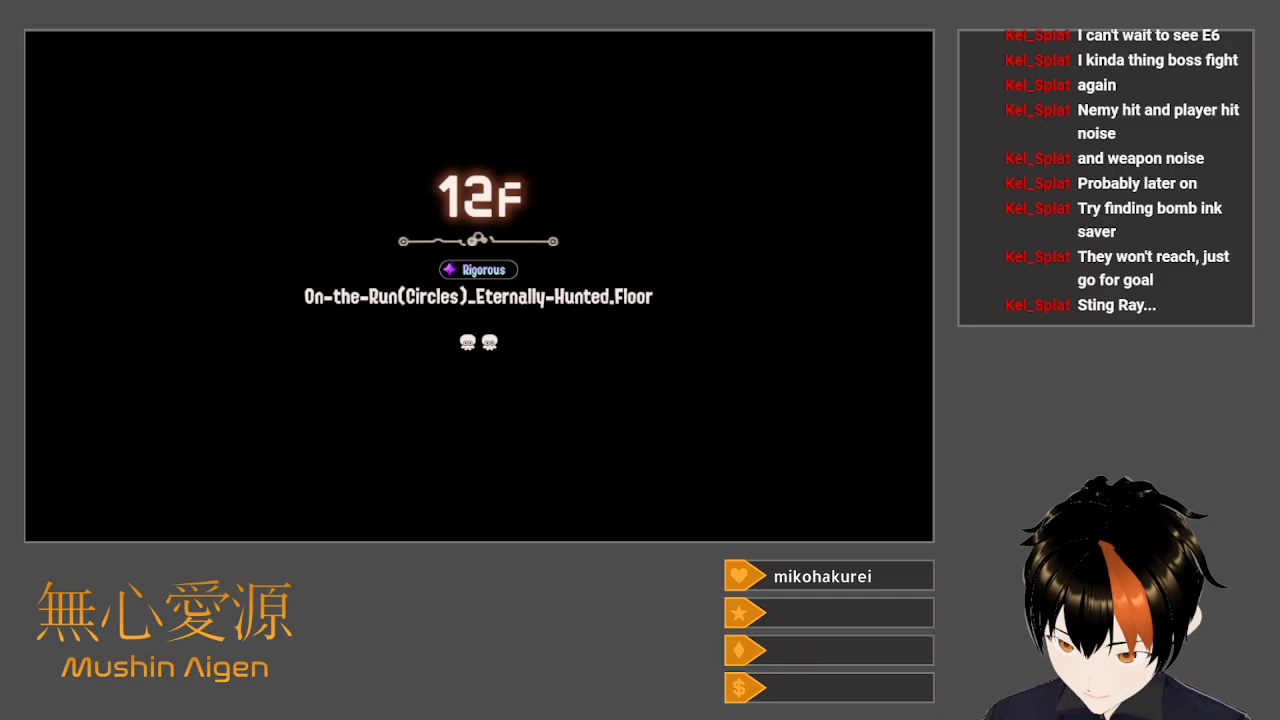 12F
Rigorous
On-the-Run(Circles)_Eternally-Hunted.Floor
Kel_Splat I can't wait to see E6
Kel_Splat I kinda thing boss fight
Kel_Splat again
Kel_Splat Nemy hit and player hit
noise
Kel_Splat and weapon noise
Kel_Splat Probably later on
Kel_Splat Try finding bomb ink
saver
Kel_Splat They won't reach, just
go for goal
Kel_Splat Sting Ray...
無心愛源
Mushin Aigen
mikohakurei